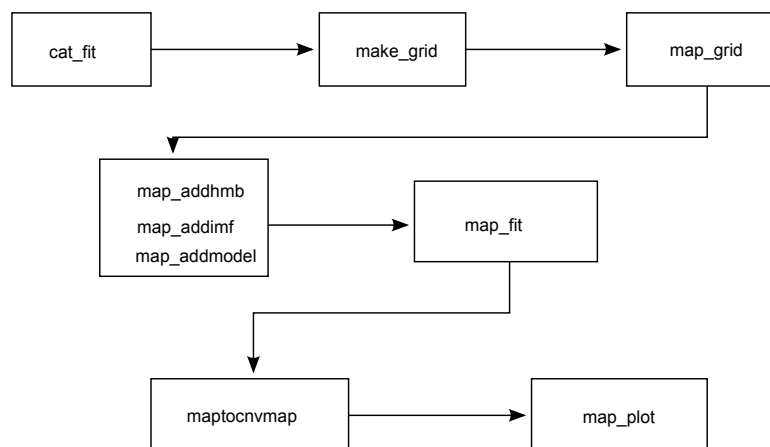 cat_fit
make_grid
map_grid
map_addhmb
map_addimf
map_addmodel
map_fit
maptocnvmap
map_plot